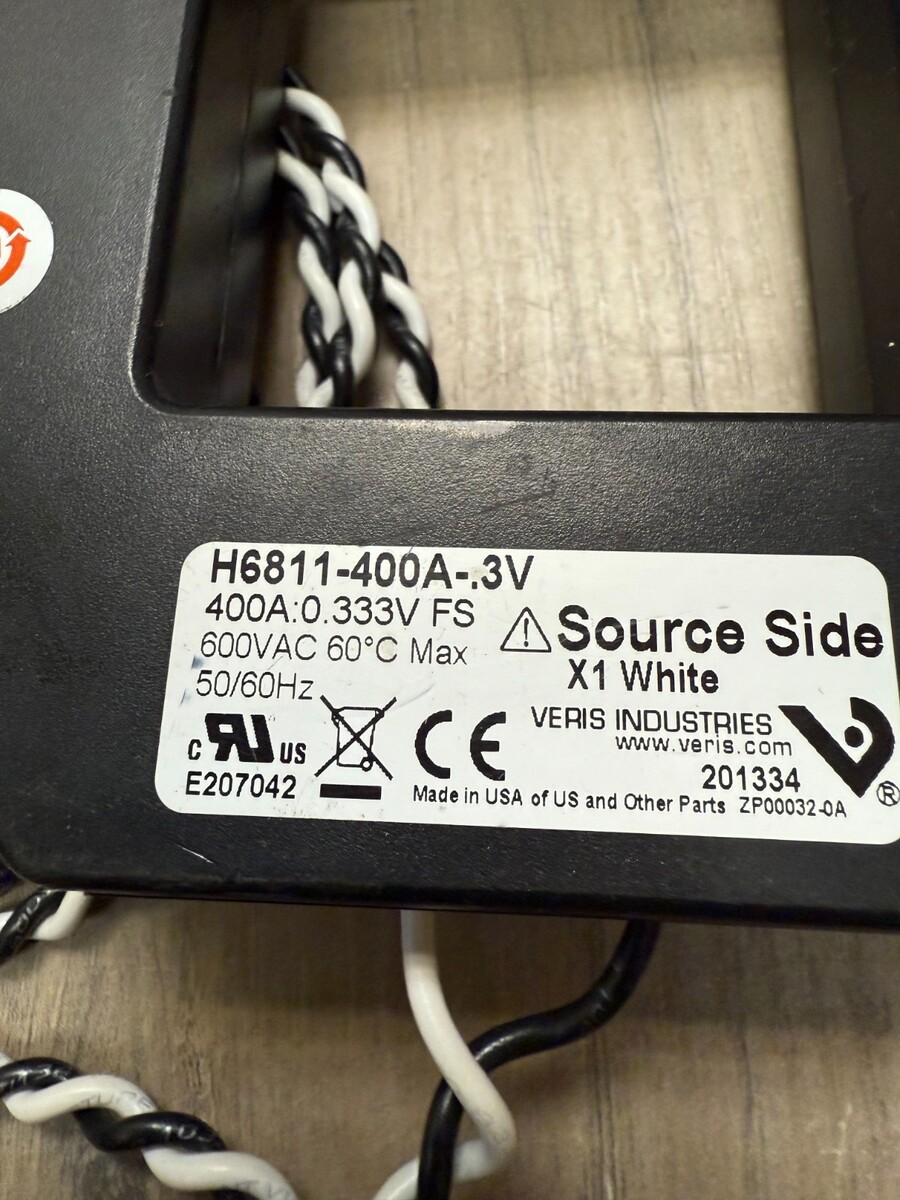 H6811-400A-.3V
400A:0.333V FS
600VAC 60°C Max
50/60Hz
⚠Source Side
X1 White
C RU US
E207042
CE
VERIS INDUSTRIES
www.veris.com
201334
®
Made in USA of US and Other Parts ZP00032-0A